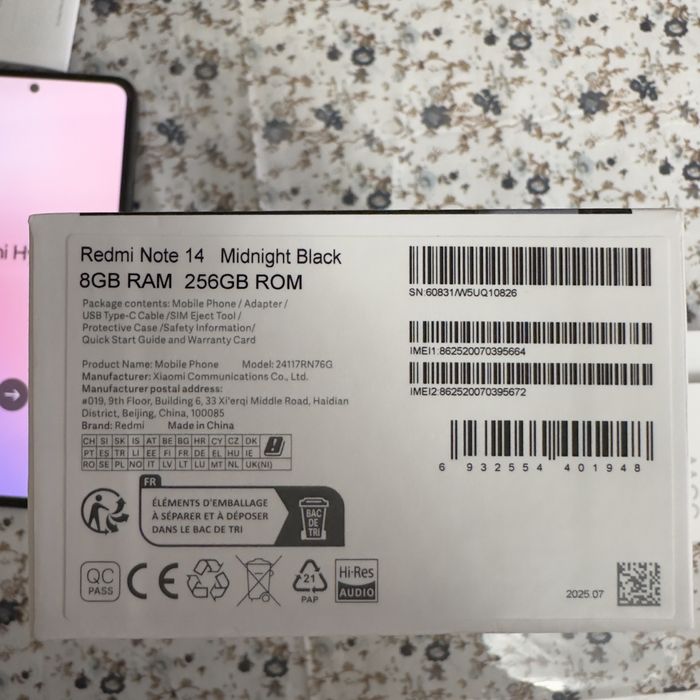 Redmi Note 14 Midnight Black
8GB RAM 256GB ROM
Package contents: Mobile Phone / Adapter /
USB Type-C Cable /SIM Eject Tool /
Protective Case /Safety Information/
Quick Start Guide and Warranty Card
Product Name: Mobile Phone Model: 24117RN76G
Manufacturer: Xiaomi Communications Co., Ltd.
Manufacturer postal address:
#019, 9th Floor, Building 6, 33 Xi'erqi Middle Road, Haidian
District, Beijing, China, 100085
Brand: Redmi Made in China
CH SI SK IS AT BE BG HR CY CZ DK
PT ES TR LI EE FI FR DE EL HU IE
RO SE PL NO IT LV LT LU MT NL UK(NI)
SN:60831/W5UQ10826
IMEI1:862520070395664
IMEI2:862520070395672
6 932554 401948
FR
ÉLÉMENTS D'EMBALLAGE
À SÉPARER ET À DÉPOSER
DANS LE BAC DE TRI
BAC
DE
TRI
QC
PASS
CE
21
PAP
Hi-Res
AUDIO
2025.07